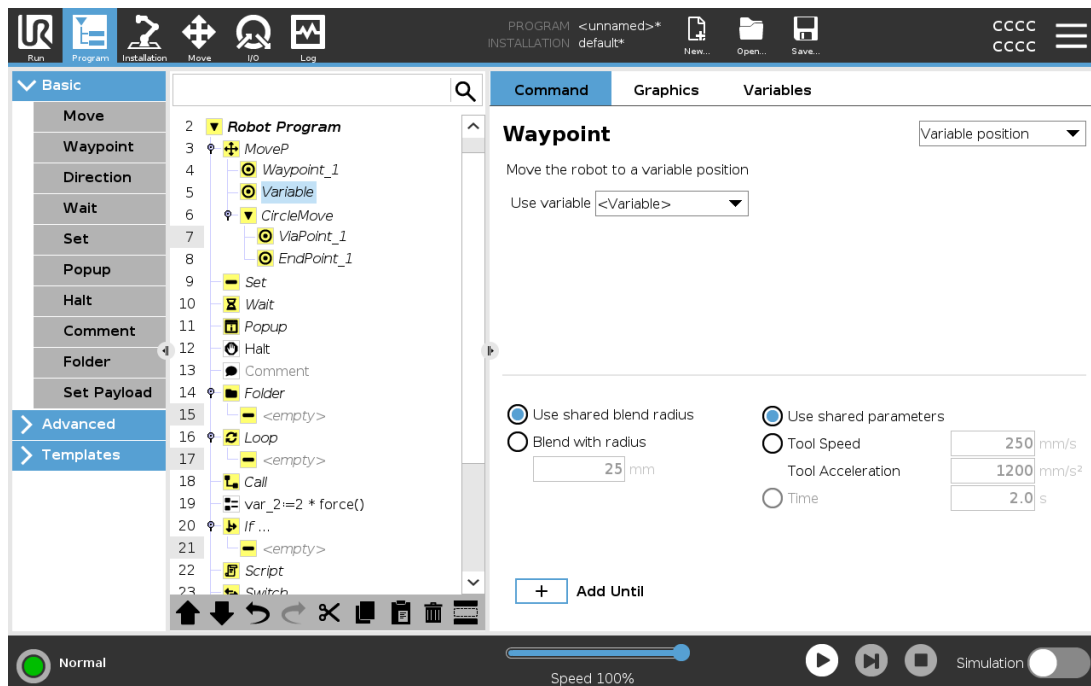 PROGRAM <unnamed>*
INSTALLATION default*
CCCC
CCCC
Run Program Installation Move I/O Log New... Open... Save...
Basic
Move
Waypoint
Direction
Wait
Set
Popup
Halt
Comment
Folder
Set Payload
Advanced
Templates
2 Robot Program
3 MoveP
4 Waypoint_1
5 Variable
6 CircleMove
7 ViaPoint_1
8 EndPoint_1
9 Set
10 Wait
11 Popup
12 Halt
13 Comment
14 Folder
15 <empty>
16 Loop
17 <empty>
18 Call
19 var_2:=2 * force()
20 If ...
21 <empty>
22 Script
23 Switch
Command Graphics Variables
Waypoint Variable position
Move the robot to a variable position
Use variable <Variable>
Use shared blend radius
Blend with radius
25 mm
Use shared parameters
Tool Speed 250 mm/s
Tool Acceleration 1200 mm/s²
Time 2.0 s
+ Add Until
Normal
Speed 100%
Simulation